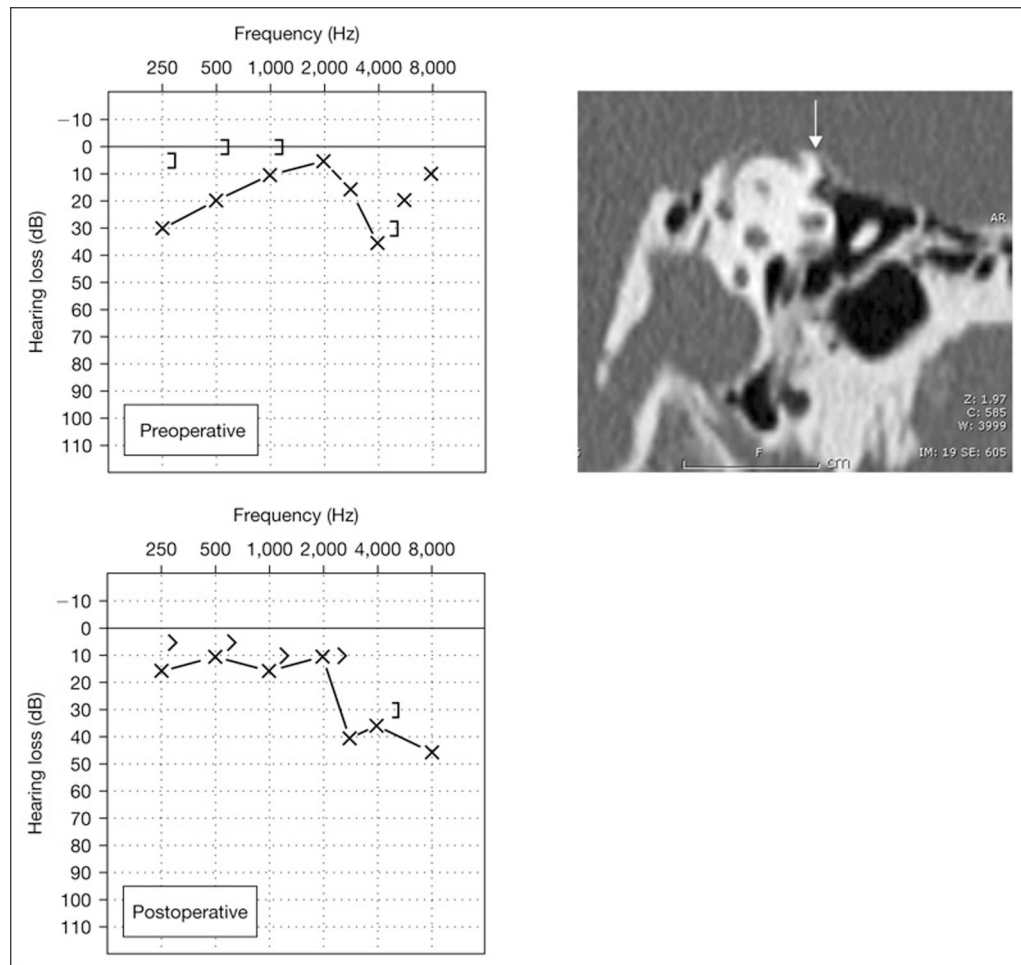 Frequency (Hz)
250 500 1,000 2,000 4,000 8,000
−10
0
10
20
30
40
50
60
70
80
90
100
110
Hearing loss (dB)
Preoperative
AR
Z: 1.97
C: 585
W: 3999
IM: 19 SE: 605
F
cm
Frequency (Hz)
250 500 1,000 2,000 4,000 8,000
−10
0
10
20
30
40
50
60
70
80
90
100
110
Hearing loss (dB)
Postoperative